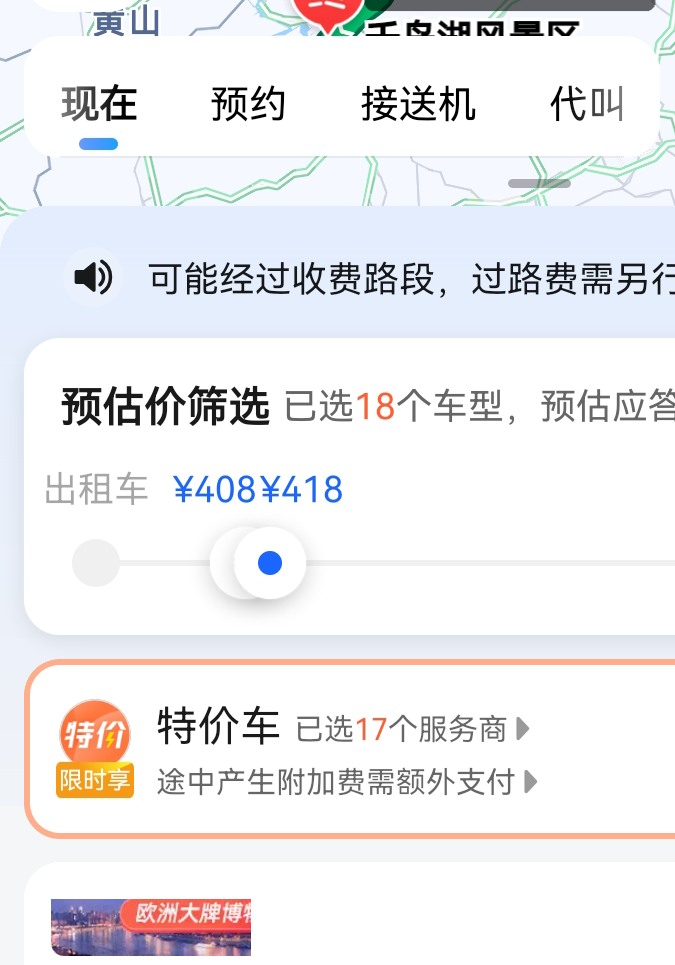 黄山
千岛湖风景区
现在 预约 接送机 代叫
可能经过收费路段，过路费需另行
预估价筛选 已选18个车型，预估应答
出租车 ¥408¥418
特价车 已选17个服务商
特价
限时享 途中产生附加费需额外支付
欧洲大牌博物